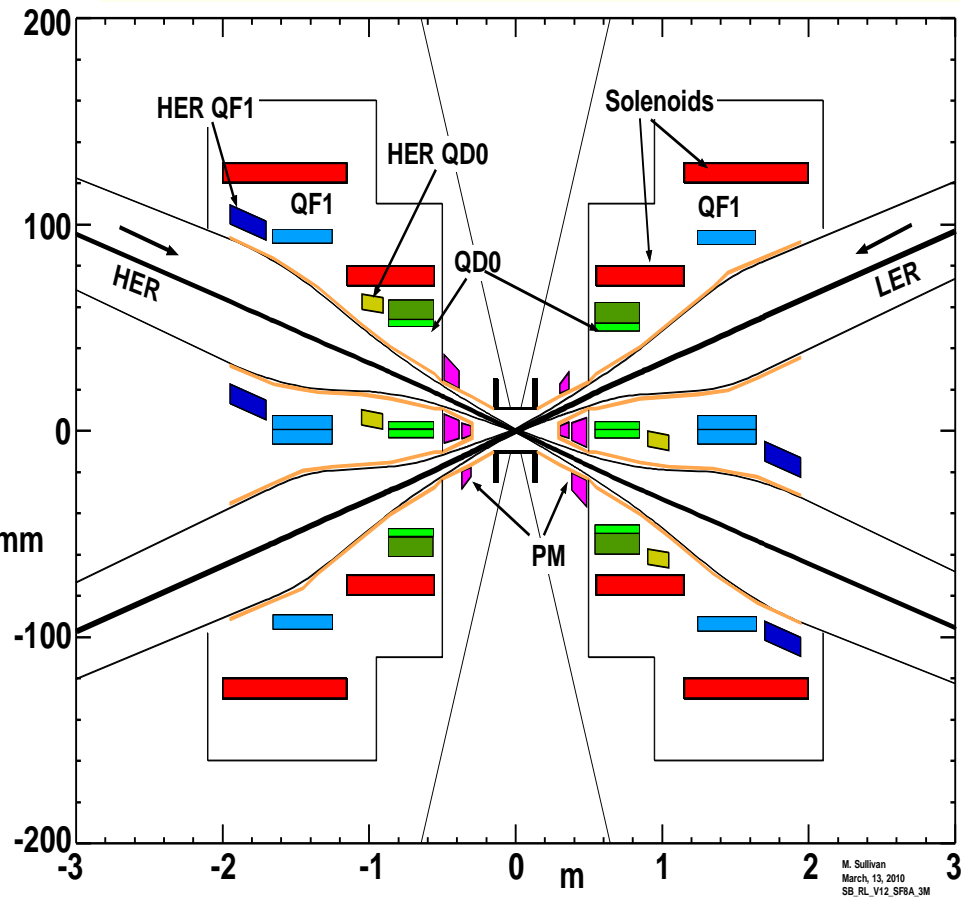 200
HER QF1
Solenoids
HER QD0
QF1
QF1
100
QD0
HER
LER
0
mm
PM
-100
-200
-3
-2
-1
0
m
1
2
3
M. Sullivan
March, 13, 2010
SB_RL_V12_SF8A_3M